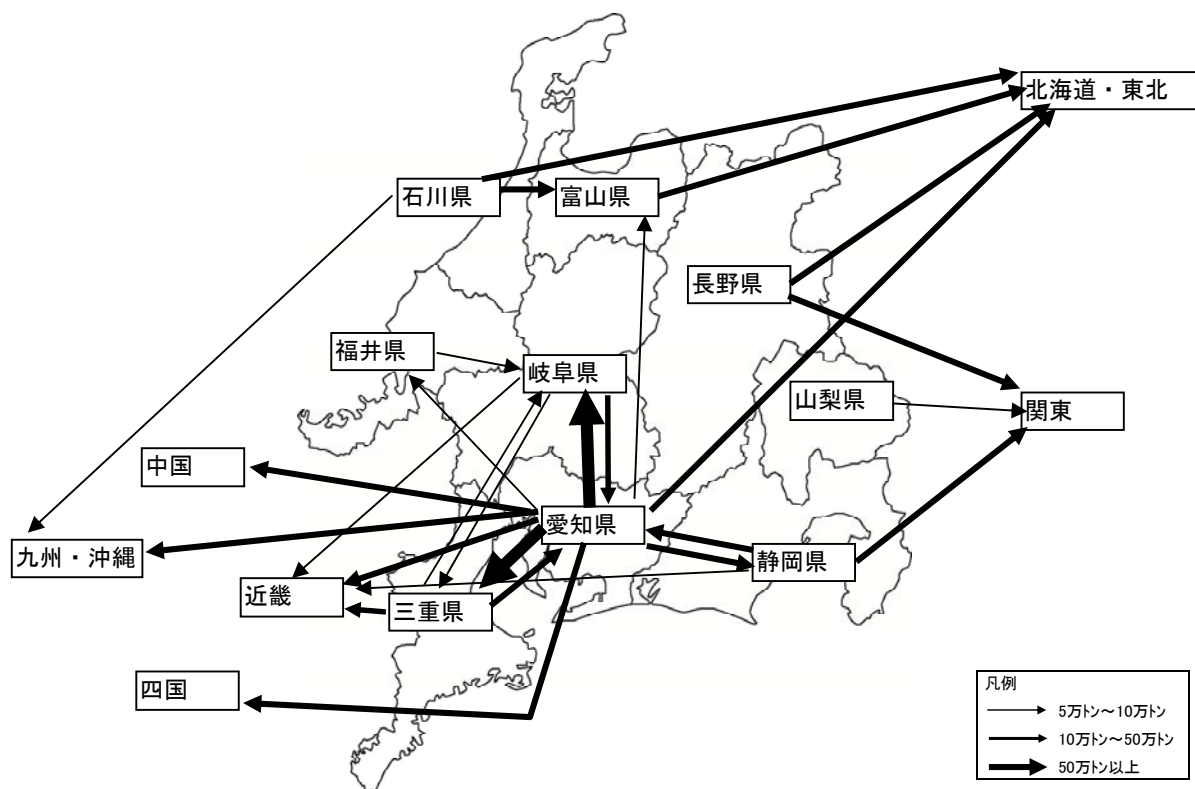 北海道・東北
石川県
富山県
長野県
福井県
岐阜県
山梨県
関東
中国
愛知県
九州・沖縄
静岡県
近畿
三重県
四国
凡例
5万ﾄﾝ～10万ﾄﾝ
10万ﾄﾝ～50万ﾄﾝ
50万ﾄﾝ以上